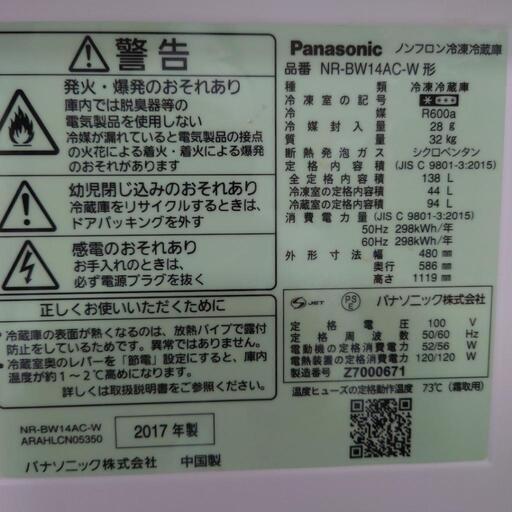 警告
発火・爆発のおそれあり
庫内では脱臭器等の
電気製品を使用しない
冷媒が漏れていると電気製品の接点
の火花による着火・着火による爆発
のおそれがあります
幼児閉じ込みのおそれあり
冷蔵庫をリサイクルするときは、
ドアパッキングを外す
感電のおそれあり
お手入れのときは、
必ず電源プラグを抜く
正しくお使いいただくために
・冷蔵庫の表面が熱くなるのは、放熱パイプで露付
防止をしているためです。異常ではありません。
・冷蔵室奥のレバーを「節電」設定にすると、庫内
温度が約1~2℃高めになります。
詳しくは取扱説明書をご覧ください。
NR-BW14AC-W
ARAHLCN05350
2017年製
パナソニック株式会社 中国製
Panasonic ノンフロン冷凍冷蔵庫
品番 NR-BW14AC-W形
種類 冷凍冷蔵庫
冷凍室の記号 * ***
冷媒 R600a
冷媒封入量 28 g
質量 32 kg
断熱発泡ガス シクロペンタン
定格内容積 (JIS C 9801-3:2015)
全定格内容積 138 L
冷凍室の定格内容積 44 L
冷蔵室の定格内容積 94 L
消費電力量 (JIS C 9801-3:2015)
50Hz 298kWh/年
60Hz 298kWh/年
外形寸法 幅 480 mm
奥行 586 mm
高さ 1119 mm
S JET PSE パナソニック株式会社
定格電圧 100 V
定格周波数 50/60 Hz
電動機の定格消費電力 52/56 W
電熱装置の定格消費電力 120/120 W
製造番号 Z7000671
温度ヒューズの定格動作温度 73℃ (霜取用)